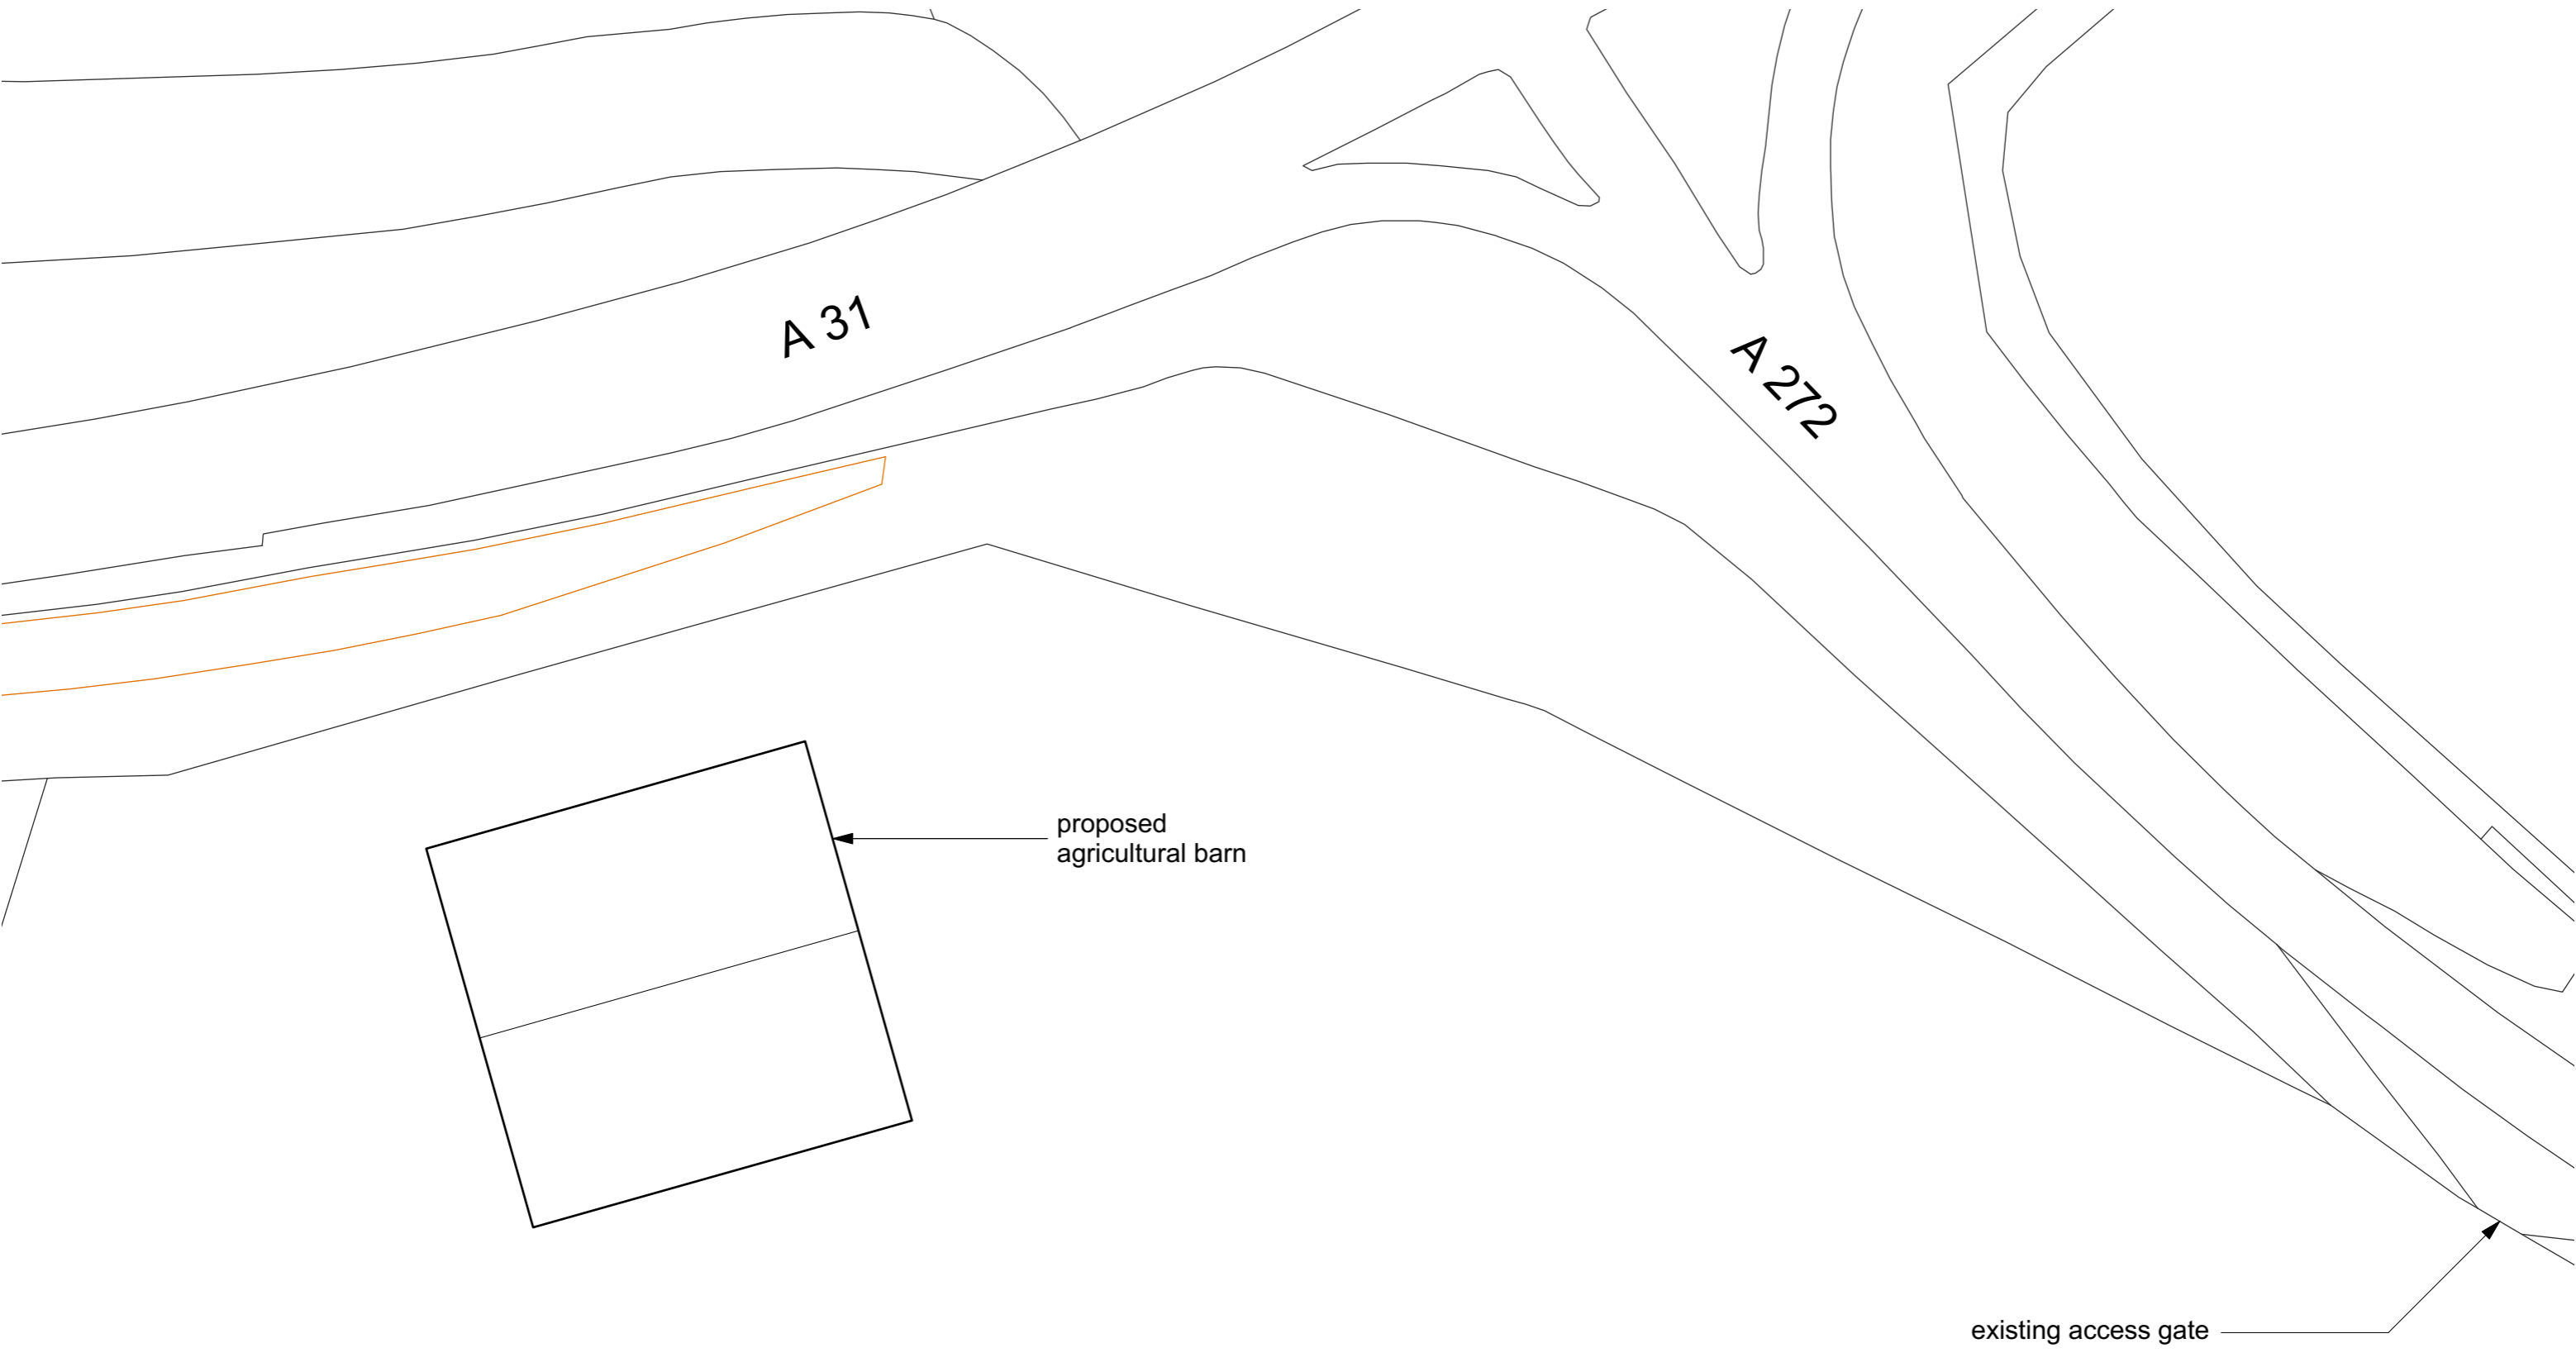 A 31
A 272
proposed
agricultural barn
existing access gate